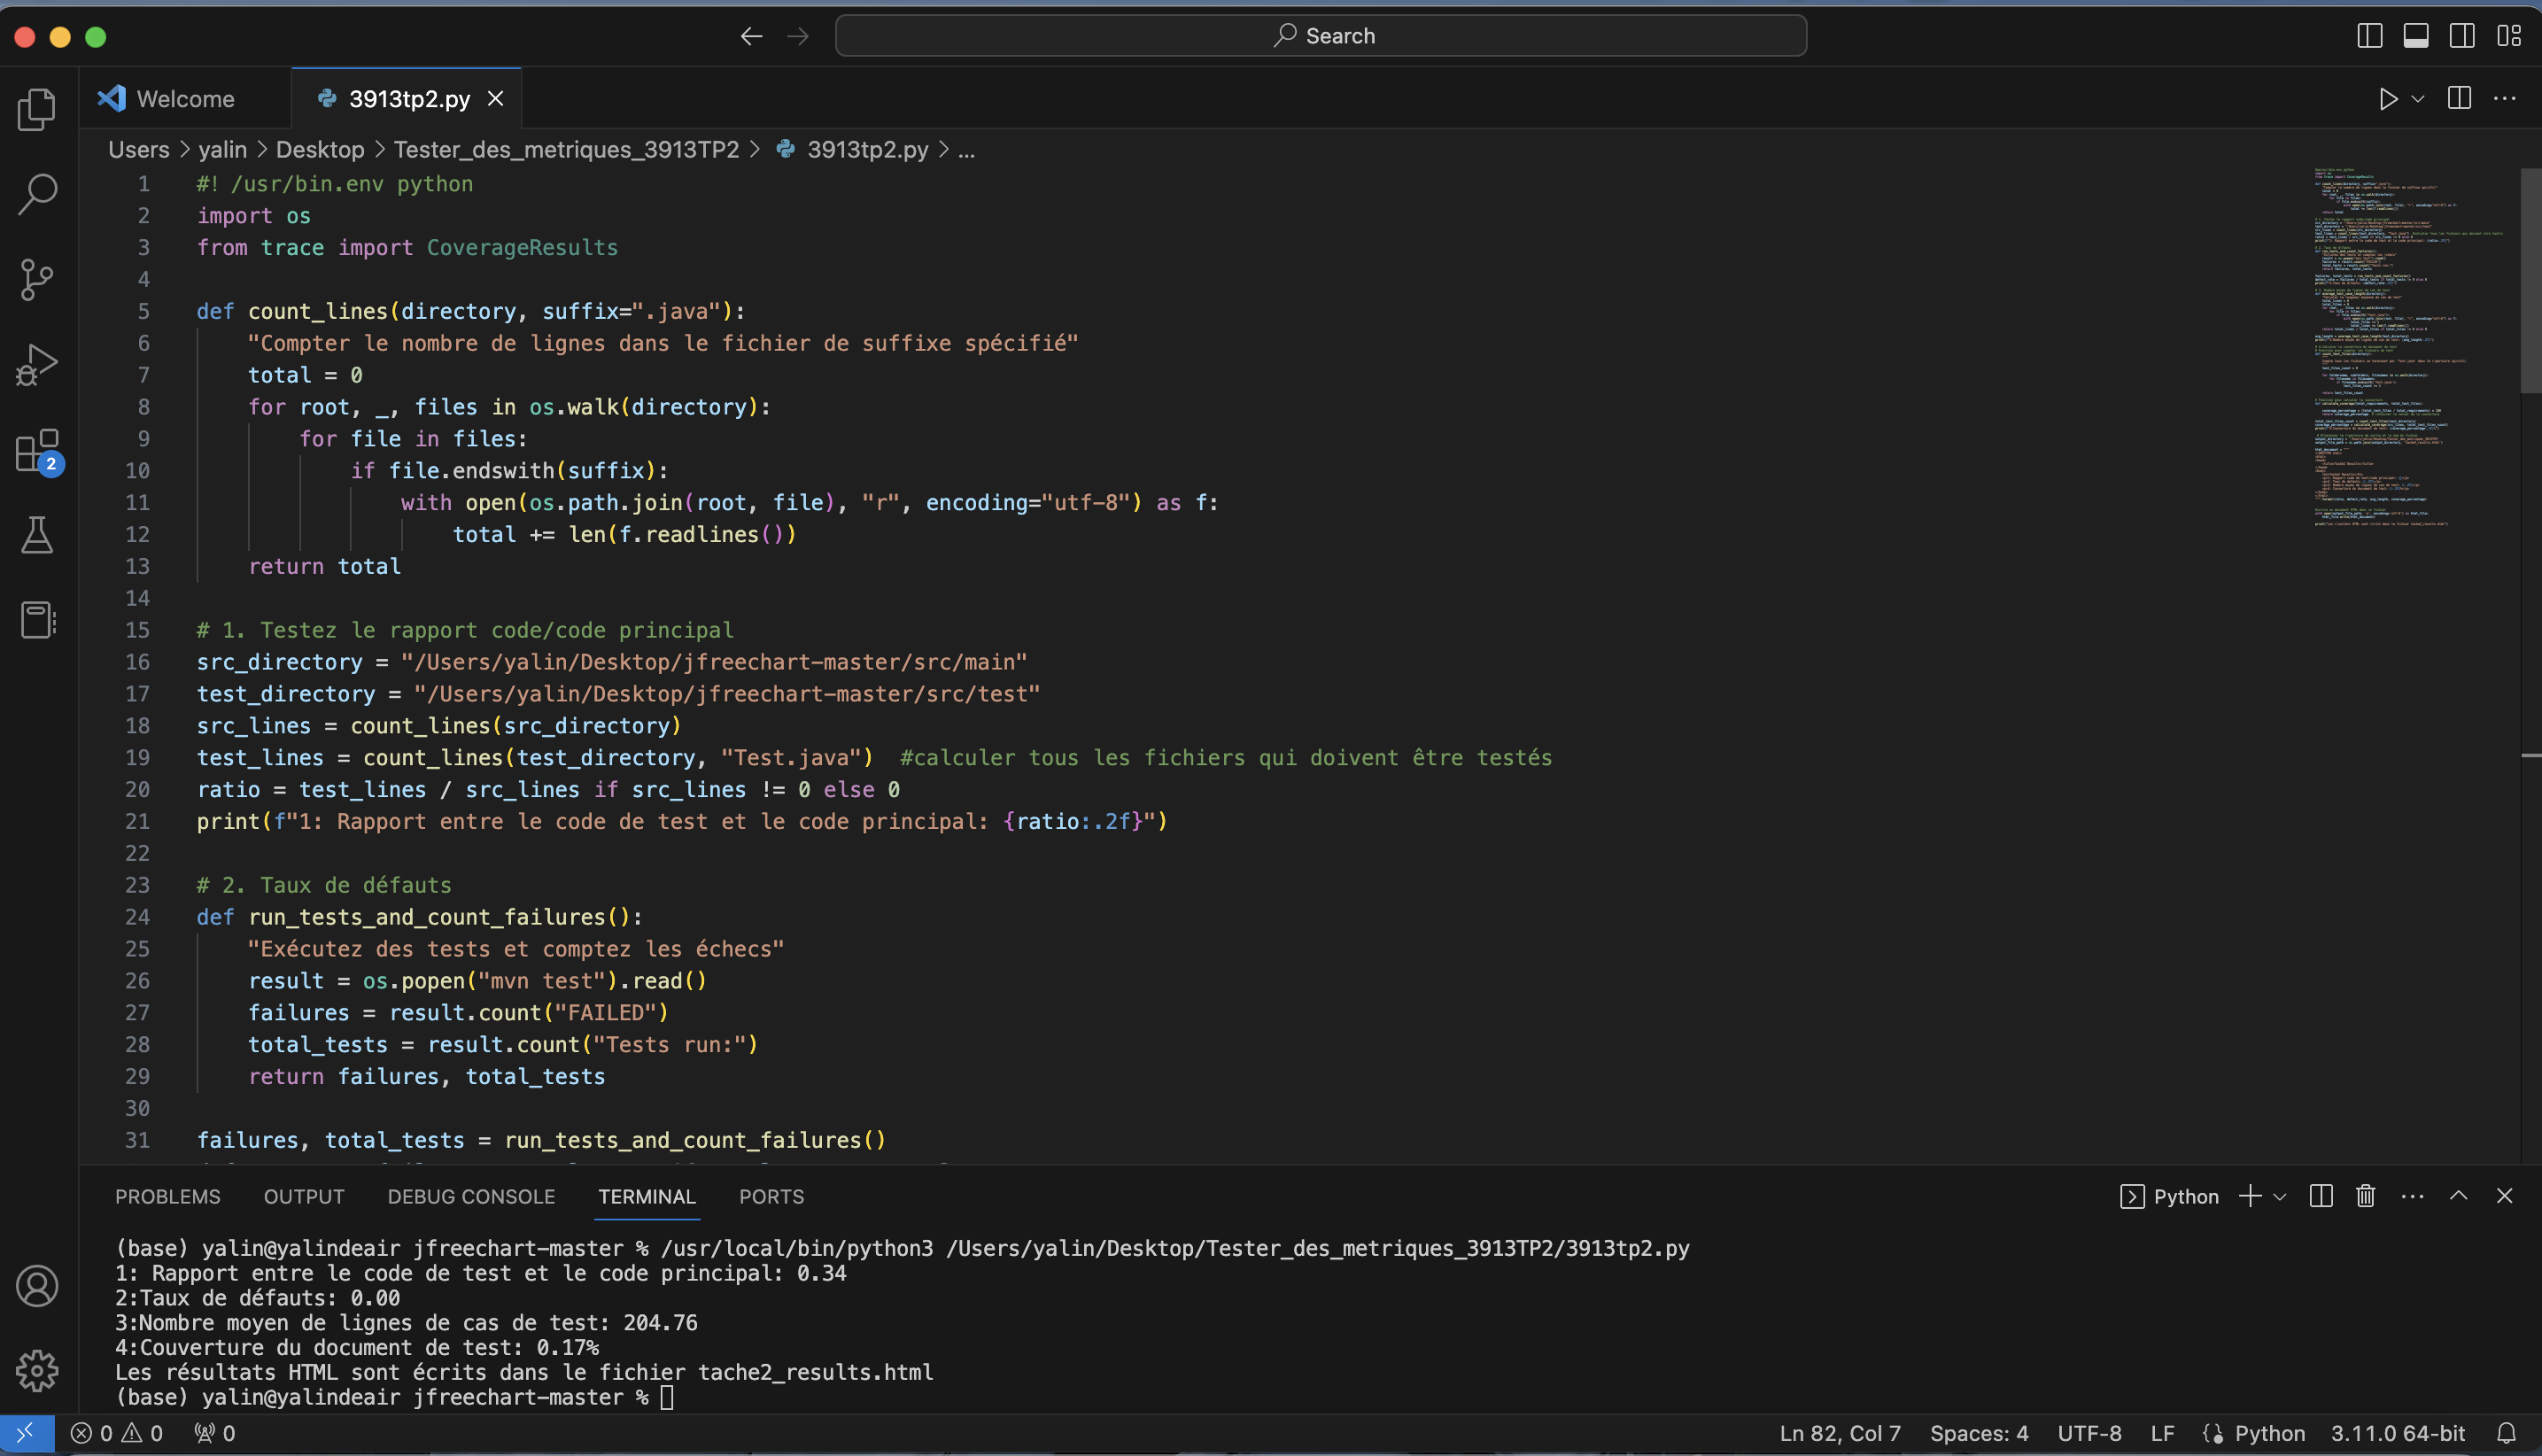 Search
Welcome
3913tp2.py
Users > yalin > Desktop > Tester_des_metriques_3913TP2 > 3913tp2.py > ...
1 #! /usr/bin.env python
2 import os
3 from trace import CoverageResults
4
5 def count_lines(directory, suffix=".java"):
6 "Compter le nombre de lignes dans le fichier de suffixe spécifié"
7 total = 0
8 for root, _, files in os.walk(directory):
9 for file in files:
10 if file.endswith(suffix):
11 with open(os.path.join(root, file), "r", encoding="utf-8") as f:
12 total += len(f.readlines())
13 return total
14
15 # 1. Testez le rapport code/code principal
16 src_directory = "/Users/yalin/Desktop/jfreechart-master/src/main"
17 test_directory = "/Users/yalin/Desktop/jfreechart-master/src/test"
18 src_lines = count_lines(src_directory)
19 test_lines = count_lines(test_directory, "Test.java")  #calculer tous les fichiers qui doivent être testés
20 ratio = test_lines / src_lines if src_lines != 0 else 0
21 print(f"1: Rapport entre le code de test et le code principal: {ratio:.2f}")
22
23 # 2. Taux de défauts
24 def run_tests_and_count_failures():
25 "Exécutez des tests et comptez les échecs"
26 result = os.popen("mvn test").read()
27 failures = result.count("FAILED")
28 total_tests = result.count("Tests run:")
29 return failures, total_tests
30
31 failures, total_tests = run_tests_and_count_failures()
2
PROBLEMS OUTPUT DEBUG CONSOLE TERMINAL PORTS
Python
(base) yalin@yalindeair jfreechart-master % /usr/local/bin/python3 /Users/yalin/Desktop/Tester_des_metriques_3913TP2/3913tp2.py
1: Rapport entre le code de test et le code principal: 0.34
2:Taux de défauts: 0.00
3:Nombre moyen de lignes de cas de test: 204.76
4:Couverture du document de test: 0.17%
Les résultats HTML sont écrits dans le fichier tache2_results.html
(base) yalin@yalindeair jfreechart-master %
0 0 0
Ln 82, Col 7 Spaces: 4 UTF-8 LF Python 3.11.0 64-bit